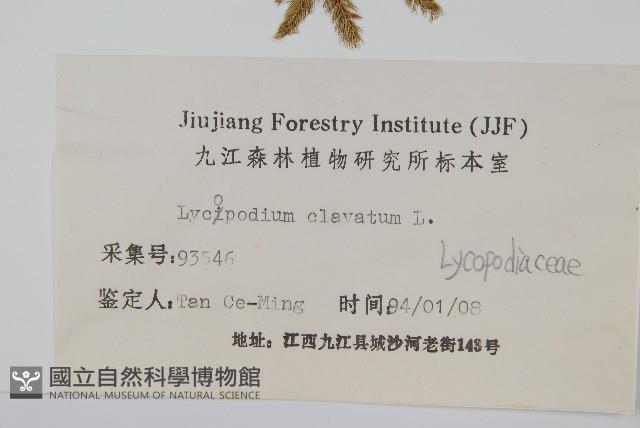 Jiujiang Forestry Institute (JJF)
九江森林植物研究所标本室
Lycopodium clavatum L.
采集号:93546
Lycopodiaceae
鉴定人:Tan Ce-Ming 时间:94/01/08
地址:江西九江县城沙河老街143号
國立自然科學博物館
NATIONAL MUSEUM OF NATURAL SCIENCE